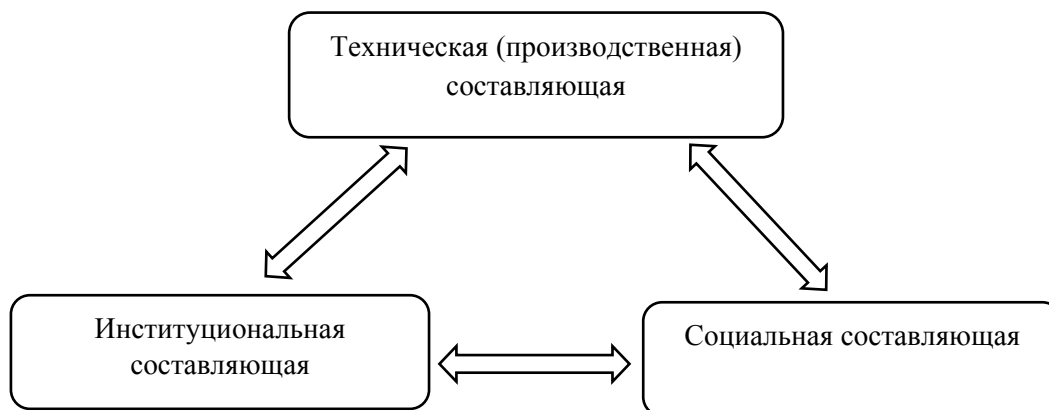 Техническая (производственная)
составляющая
Институциональная
составляющая
Социальная составляющая